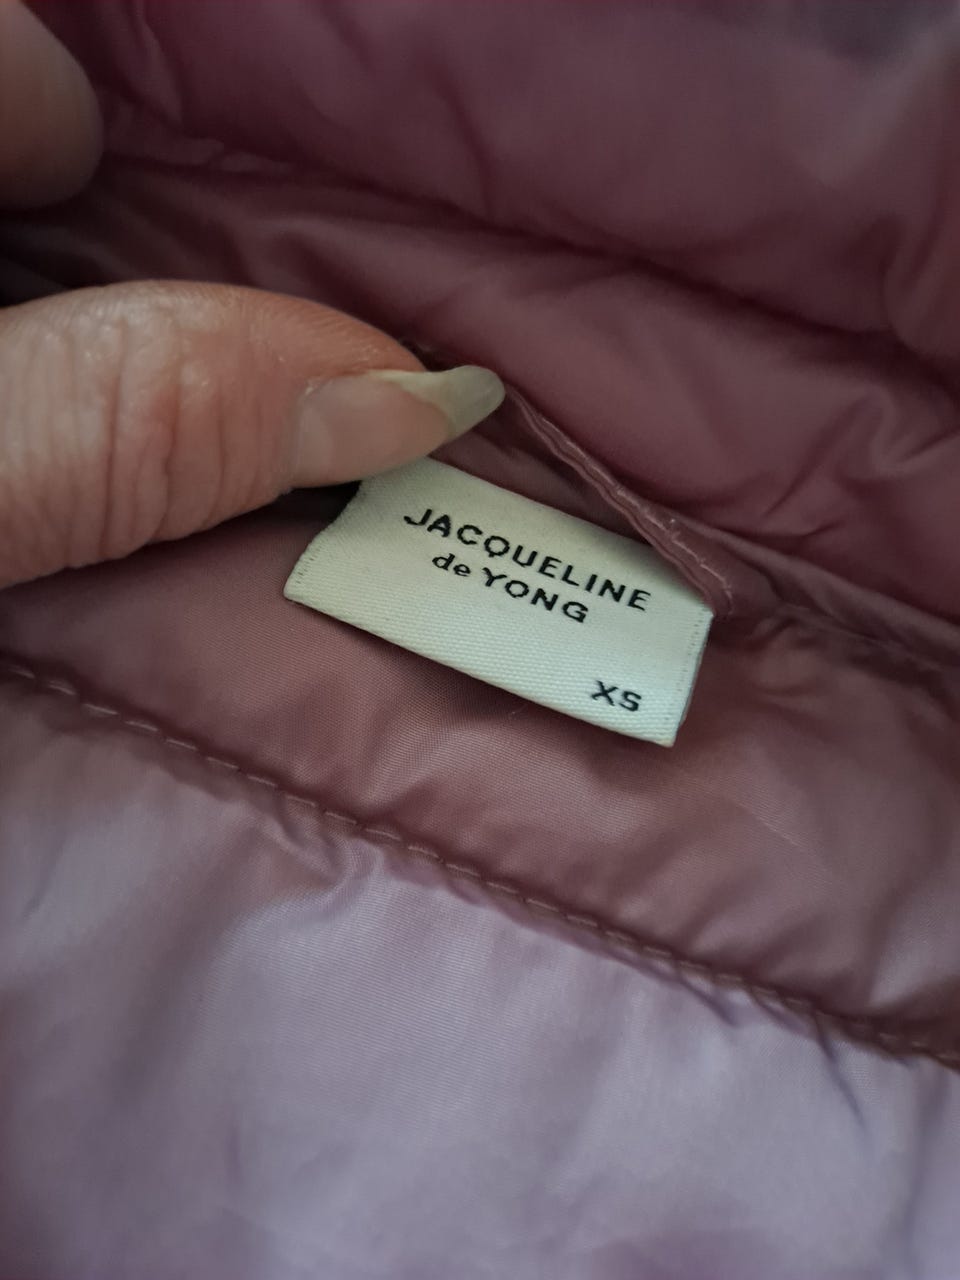 JACQUELINE
de YONG
XS